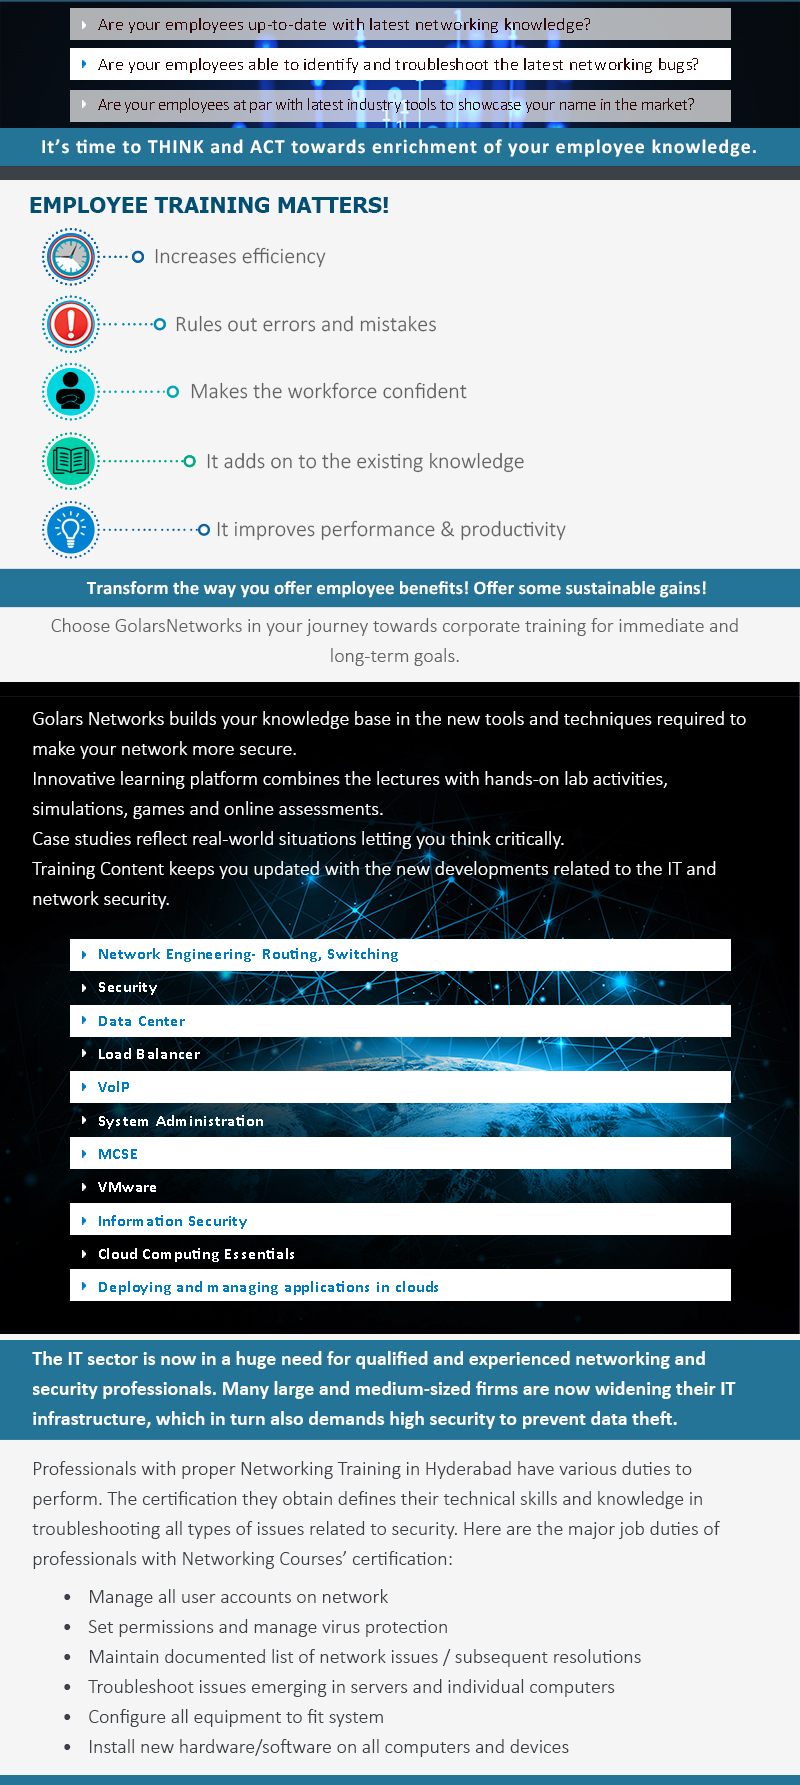 Are your employees up-to-date with latest networking knowledge?
Are your employees able to identify and troubleshoot the latest networking bugs?
Are your employees at par with latest industry tools to showcase your name in the market?
It's time to THINK and ACT towards enrichment of your employee knowledge.
EMPLOYEE TRAINING MATTERS!
Increases efficiency
Rules out errors and mistakes
Makes the workforce confident
It adds on to the existing knowledge
It improves performance & productivity
Transform the way you offer employee benefits! Offer some sustainable gains!
Choose GolarsNetworks in your journey towards corporate training for immediate and
long-term goals.
Golars Networks builds your knowledge base in the new tools and techniques required to
make your network more secure.
Innovative learning platform combines the lectures with hands-on lab activities,
simulations, games and online assessments.
Case studies reflect real-world situations letting you think critically.
Training Content keeps you updated with the new developments related to the IT and
network security.
Network Engineering- Routing, Switching
Security
Data Center
Load Balancer
VoIP
System Administration
MCSE
VMware
Information Security
Cloud Computing Essentials
Deploying and managing applications in clouds
The IT sector is now in a huge need for qualified and experienced networking and
security professionals. Many large and medium-sized firms are now widening their IT
infrastructure, which in turn also demands high security to prevent data theft.
Professionals with proper Networking Training in Hyderabad have various duties to
perform. The certification they obtain defines their technical skills and knowledge in
troubleshooting all types of issues related to security. Here are the major job duties of
professionals with Networking Courses' certification:
• Manage all user accounts on network
• Set permissions and manage virus protection
• Maintain documented list of network issues / subsequent resolutions
• Troubleshoot issues emerging in servers and individual computers
• Configure all equipment to fit system
• Install new hardware/software on all computers and devices